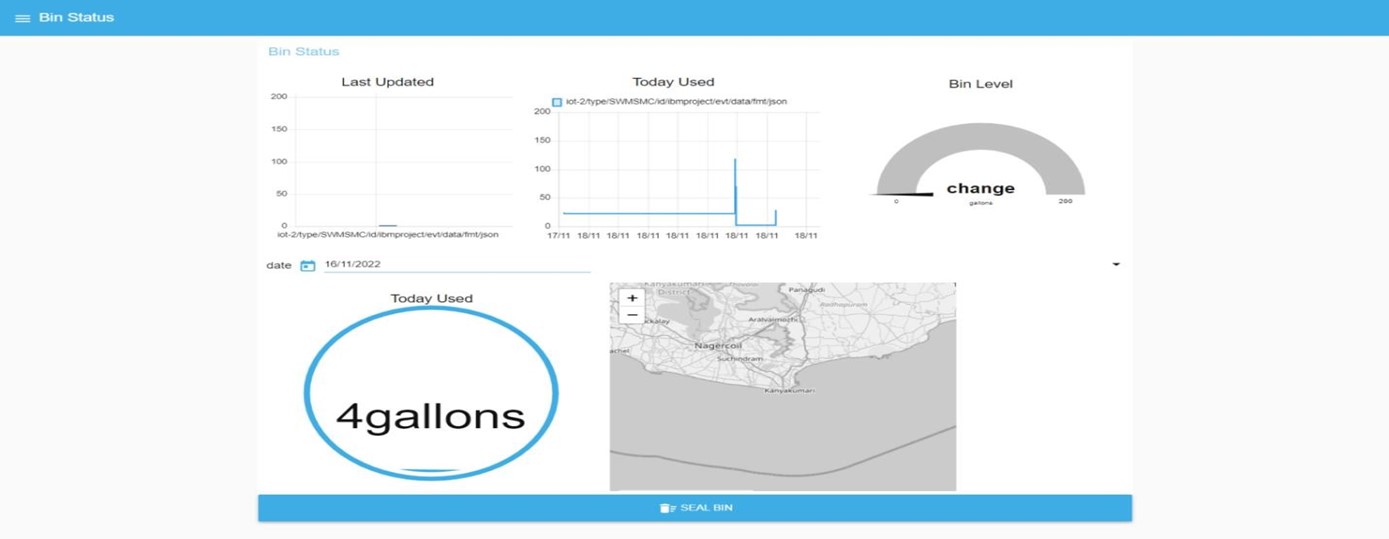 Bin Status
Bin Status
Last Updated
200
150
100
50
0
iot-2/type/SWMSMC/id/ibmproject/evt/data/fmt/json
Today Used
iot-2/type/SWMSMC/id/ibmproject/evt/data/fmt/json
200
150
100
50
0
17/11 18/11 18/11 18/11 18/11 18/11 18/11 18/11 18/11
Bin Level
change
gallons
0 200
date 16/11/2022
Today Used
4gallons
+
−
Kanyakumari
District
Panagudi
Radhapuram
ckalay
Aralvaimozhi
Nagercoil
achel
Suchindram
Kanyakumari
SEAL BIN